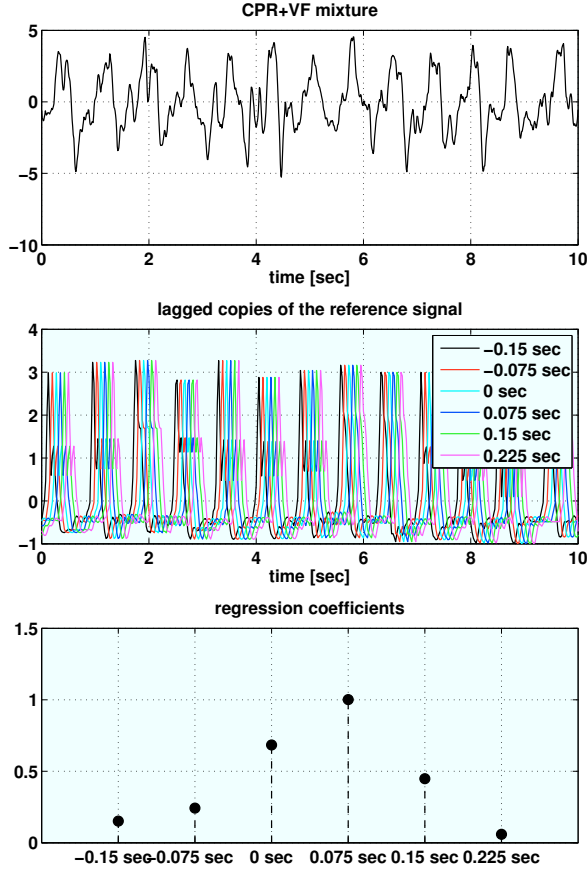 CPR+VF mixture
5
0
−5
−10
0 2 4 6 8 10
time [sec]
lagged copies of the reference signal
4
3
2
1
0
−1
−0.15 sec
−0.075 sec
0 sec
0.075 sec
0.15 sec
0.225 sec
0 2 4 6 8 10
time [sec]
regression coefficients
1.5
1
0.5
0
−0.15 sec −0.075 sec 0 sec 0.075 sec 0.15 sec 0.225 sec